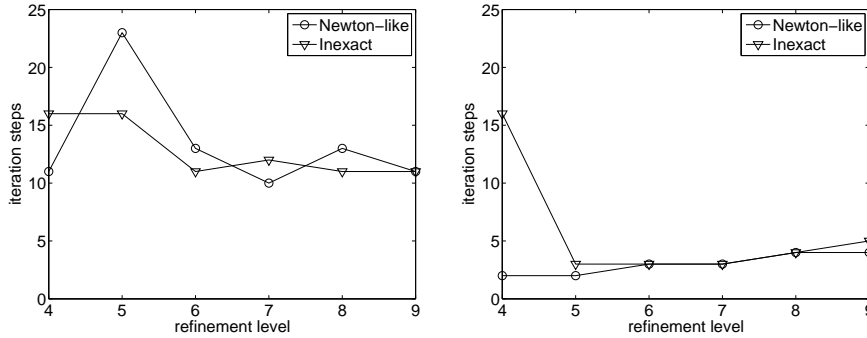 25
20
15
10
5
0
iteration steps
4 5 6 7 8 9
refinement level
Newton-like
Inexact
25
20
15
10
5
0
iteration steps
4 5 6 7 8 9
refinement level
Newton-like
Inexact